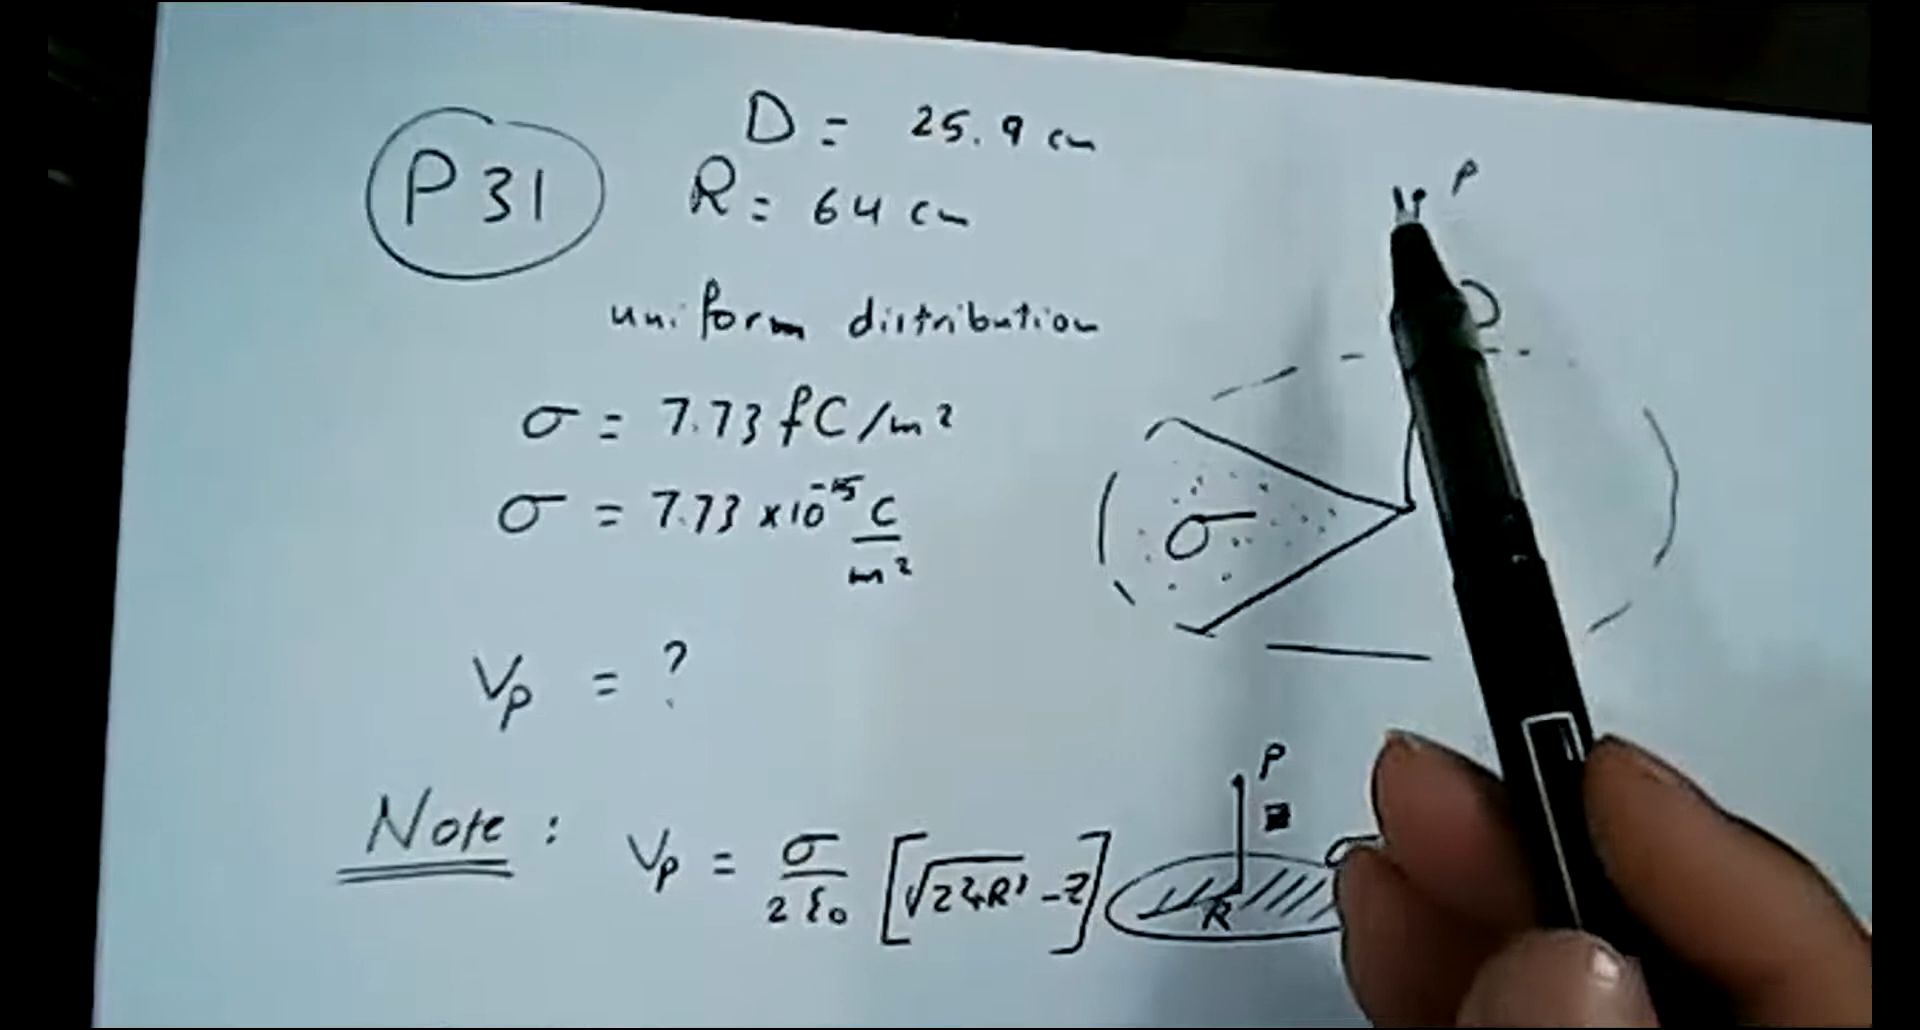 P31
D = 25.9 cm
R = 64 cm
uniform distribution
σ = 7.73 fC/m²
σ = 7.73 × 10⁻¹⁵ C/m²
Vp = ?
Note : Vp = σ/2ε₀ [√z²+R² - z]
P
D
σ
P
z
R
σ